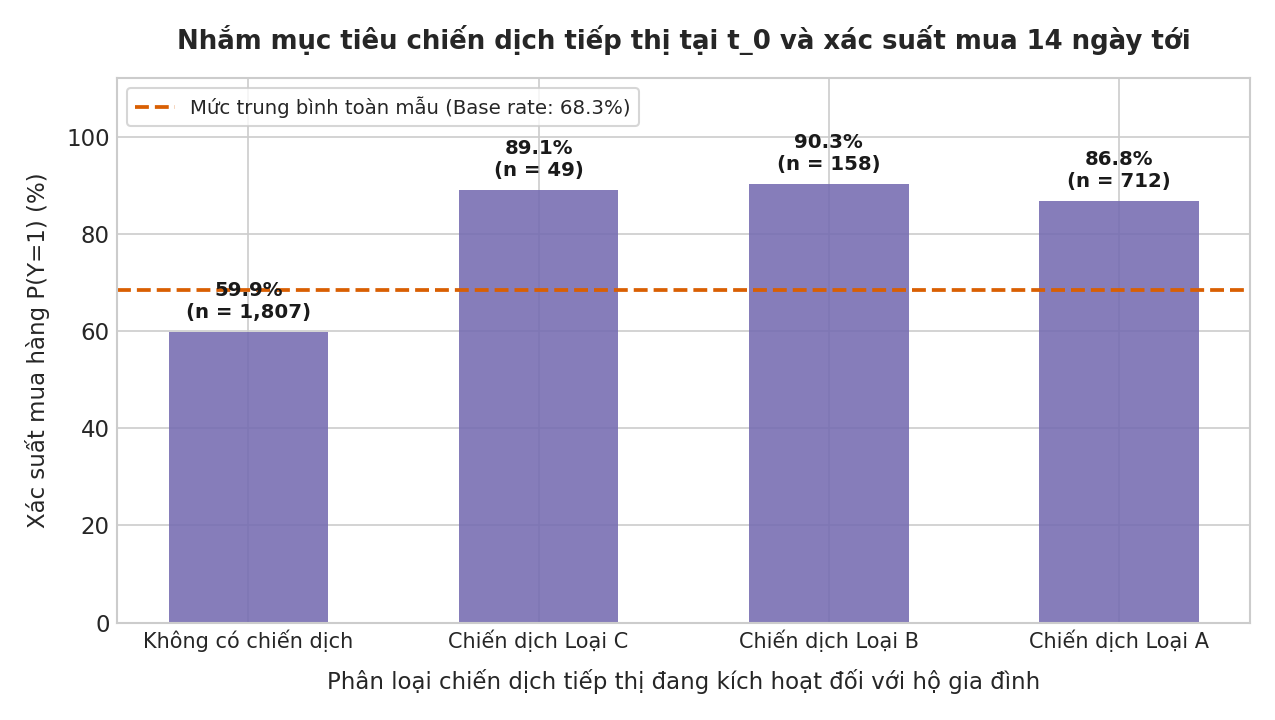 Nhắm mục tiêu chiến dịch tiếp thị tại t_0 và xác suất mua 14 ngày tới
Mức trung bình toàn mẫu (Base rate: 68.3%)
Xác suất mua hàng P(Y=1) (%)
100
80
60
40
20
0
59.9%
(n = 1,807)
89.1%
(n = 49)
90.3%
(n = 158)
86.8%
(n = 712)
Không có chiến dịch
Chiến dịch Loại C
Chiến dịch Loại B
Chiến dịch Loại A
Phân loại chiến dịch tiếp thị đang kích hoạt đối với hộ gia đình